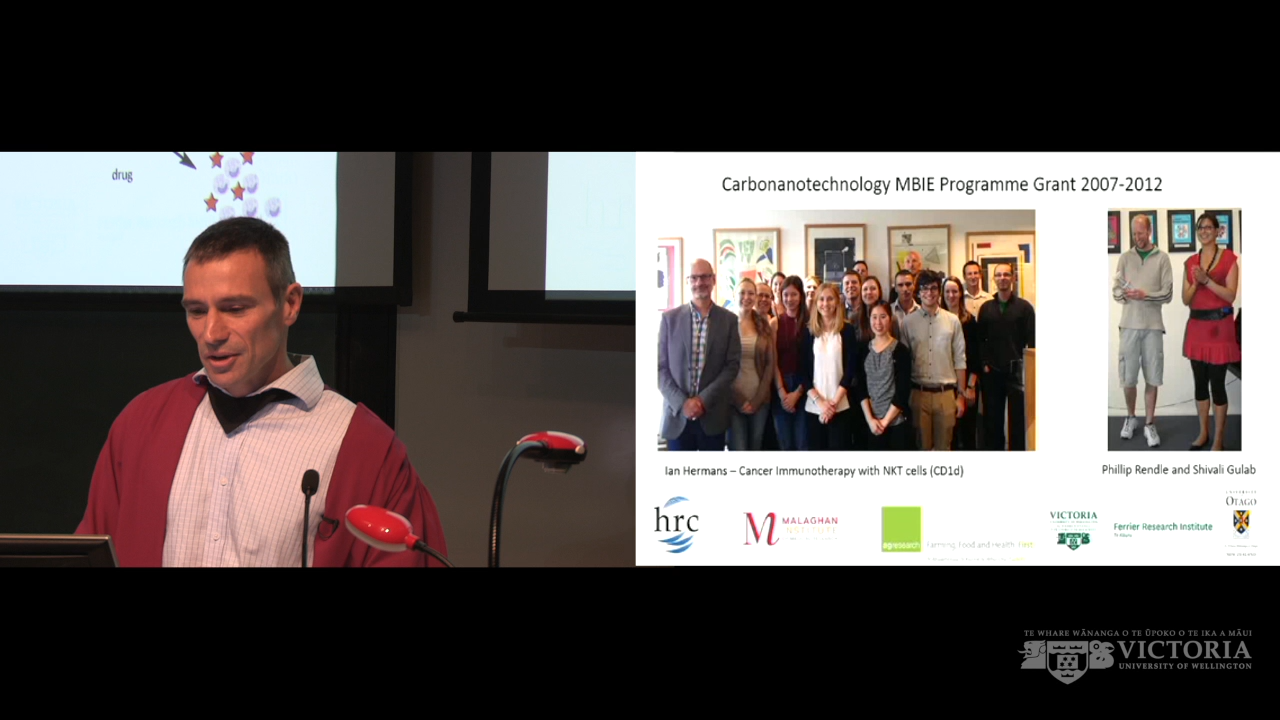 drug
Carbonanotechnology MBIE Programme Grant 2007-2012
Ian Hermans – Cancer Immunotherapy with NKT cells (CD1d)
Phillip Rendle and Shivali Gulab
hrc
MALAGHAN
INSTITUTE
agresearch
Farming, Food and Health. First
VICTORIA
Ferrier Research Institute
OTAGO
TE WHARE WĀNANGA O TE ŪPOKO O TE IKA A MĀUI
VICTORIA
UNIVERSITY OF WELLINGTON